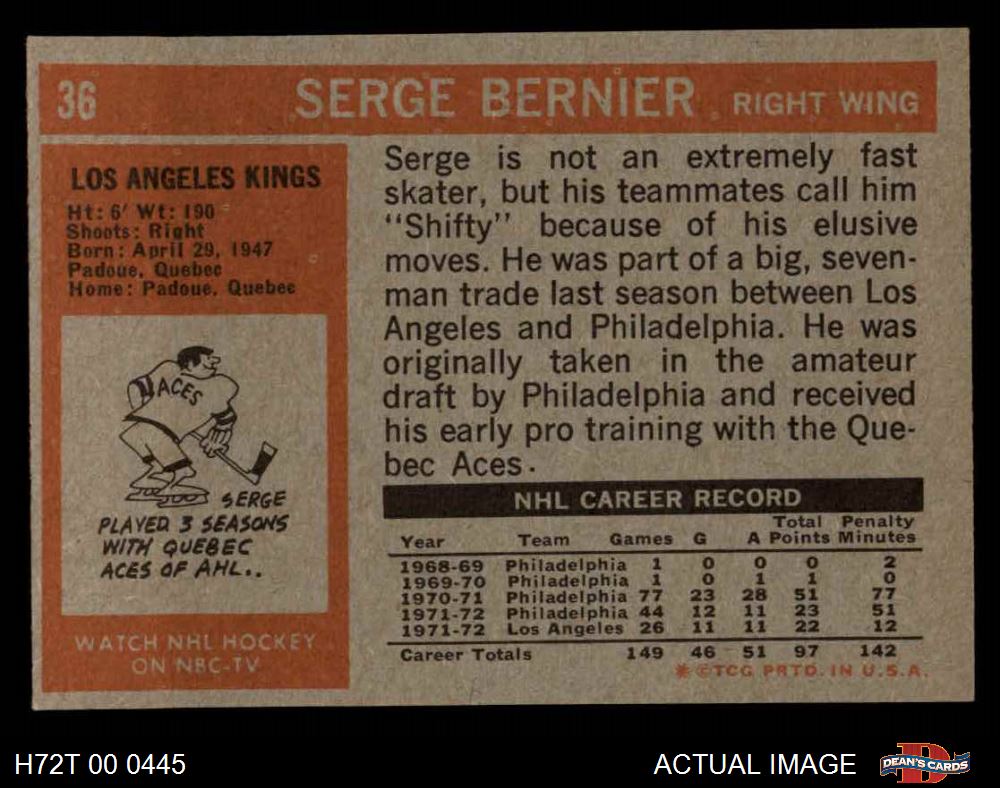 36 SERGE BERNIER RIGHT WING
LOS ANGELES KINGS
Ht: 6' Wt: 190
Shoots: Right
Born: April 29, 1947
Padoue, Quebec
Home: Padoue, Quebec
ACES
SERGE
PLAYED 3 SEASONS
WITH QUEBEC
ACES OF AHL..
WATCH NHL HOCKEY
ON NBC-TV
Serge is not an extremely fast
skater, but his teammates call him
"Shifty" because of his elusive
moves. He was part of a big, seven-
man trade last season between Los
Angeles and Philadelphia. He was
originally taken in the amateur
draft by Philadelphia and received
his early pro training with the Que-
bec Aces.
NHL CAREER RECORD
Year Team Games G A Total Points Penalty Minutes
1968-69 Philadelphia 1 0 0 0 2
1969-70 Philadelphia 1 0 1 1 0
1970-71 Philadelphia 77 23 28 51 77
1971-72 Philadelphia 44 12 11 23 51
1971-72 Los Angeles 26 11 11 22 12
Career Totals 149 46 51 97 142
* ©TCG PRTD. IN U.S.A.
H72T 00 0445 ACTUAL IMAGE D DEAN'S CARDS